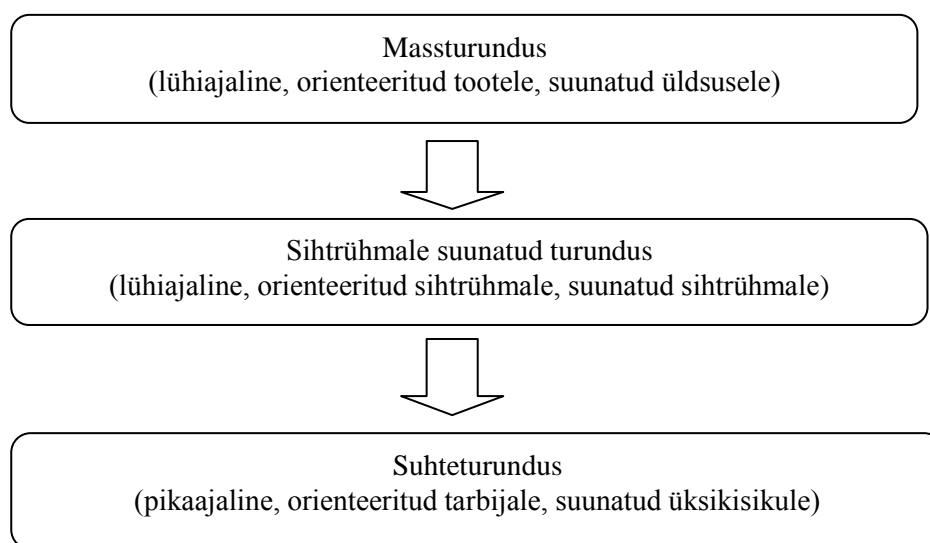 Massturundus
(lühiajaline, orienteeritud tootele, suunatud üldsusele)
Sihtrühmale suunatud turundus
(lühiajaline, orienteeritud sihtrühmale, suunatud sihtrühmale)
Suhteturundus
(pikaajaline, orienteeritud tarbijale, suunatud üksikisikule)